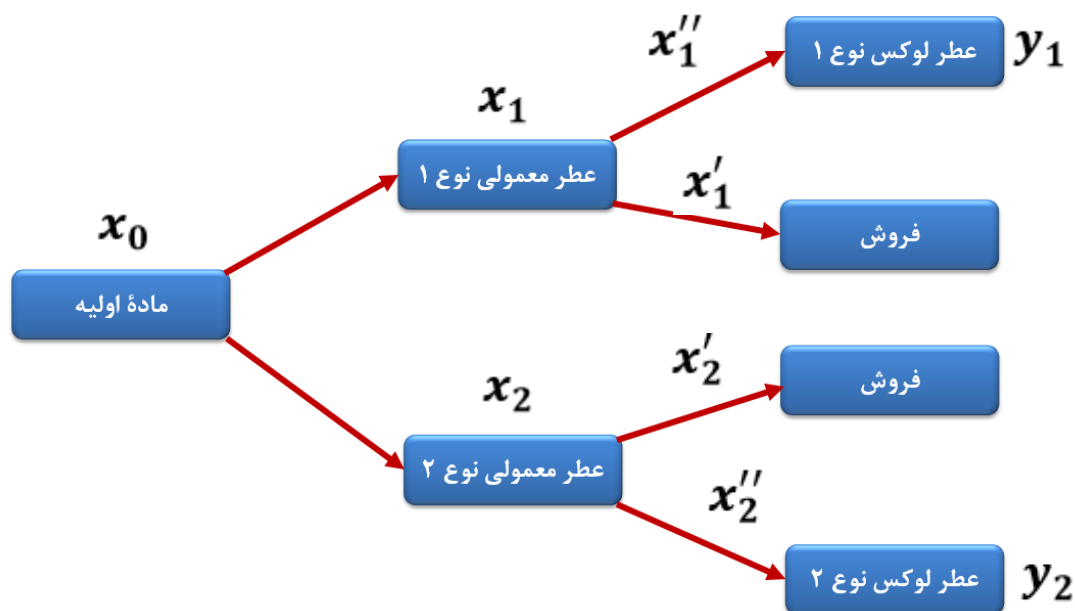 x₁″
عطر لوکس نوع ۱
y₁
x₁
عطر معمولی نوع ۱
x₁′
فروش
x₀
مادهٔ اولیه
x₂′
فروش
x₂
عطر معمولی نوع ۲
x₂″
عطر لوکس نوع ۲
y₂